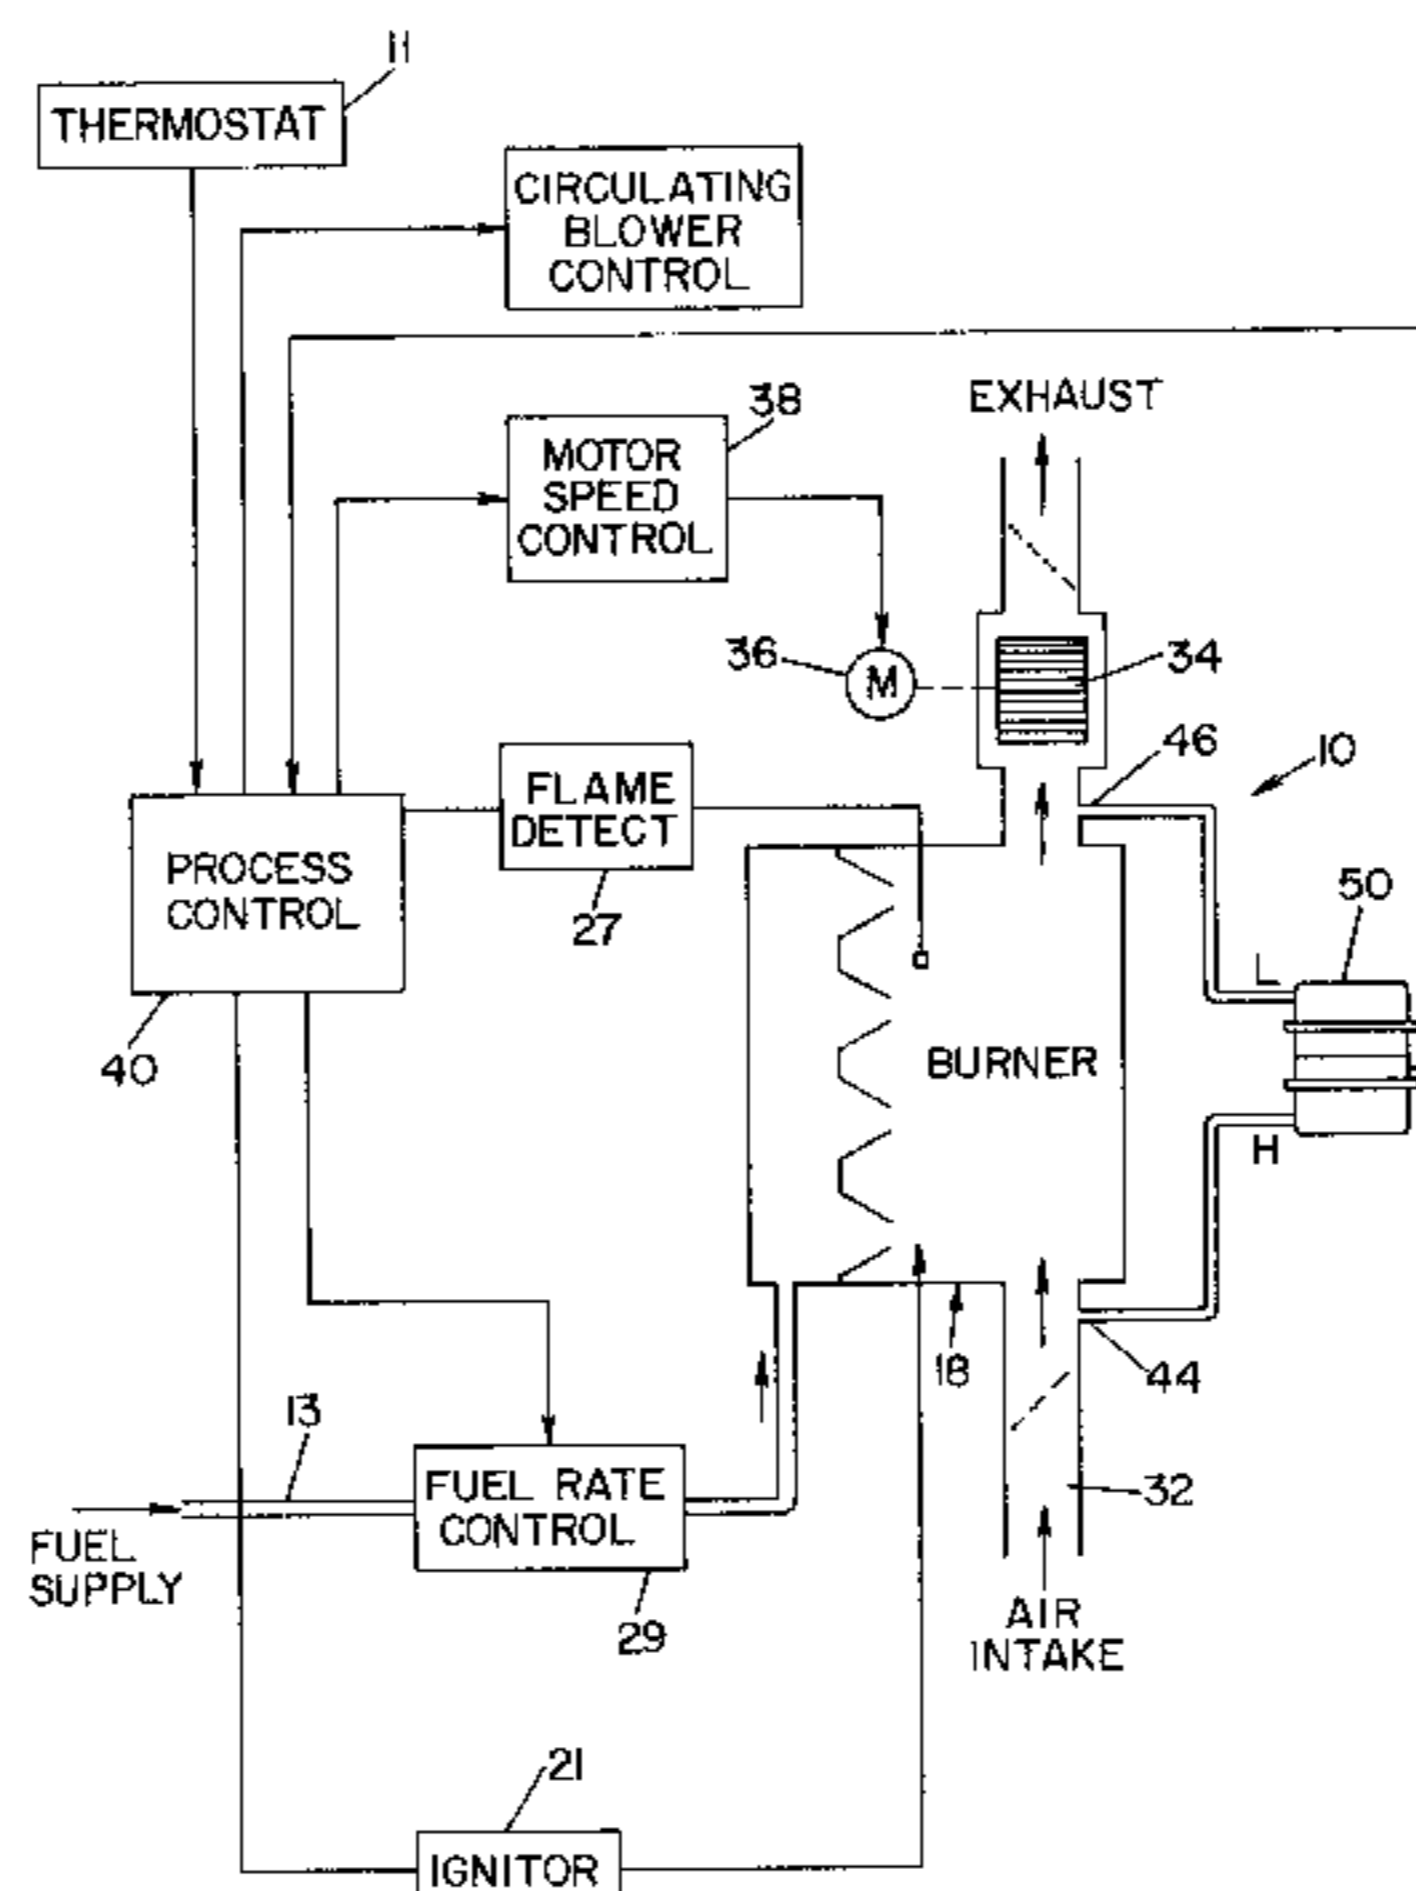 11
THERMOSTAT
CIRCULATING
BLOWER
CONTROL
EXHAUST
38
MOTOR
SPEED
CONTROL
36
M
34
46
10
FLAME
DETECT
27
PROCESS
CONTROL
40
50
L
BURNER
H
18
44
13
FUEL RATE
CONTROL
29
32
FUEL
SUPPLY
AIR
INTAKE
21
IGNITOR